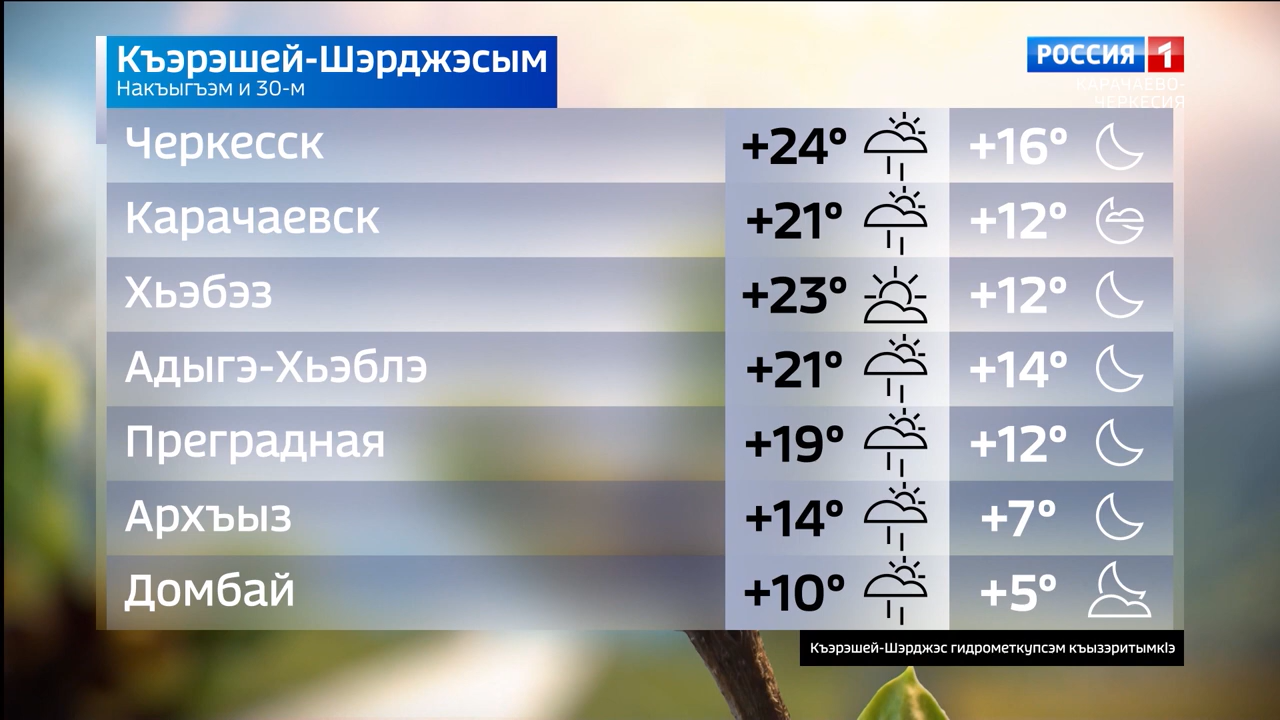 Къэрэшей-Шэрджэсым
Накъыгъэм и 30-м
РОССИЯ 1
КАРАЧАЕВО-
ЧЕРКЕСИЯ
Черкесск +24° +16°
Карачаевск +21° +12°
Хьэбэз +23° +12°
Адыгэ-Хьэблэ +21° +14°
Преградная +19° +12°
Архъыз +14° +7°
Домбай +10° +5°
Къэрэшей-Шэрджэс гидрометкупсэм къызэритымкӏэ